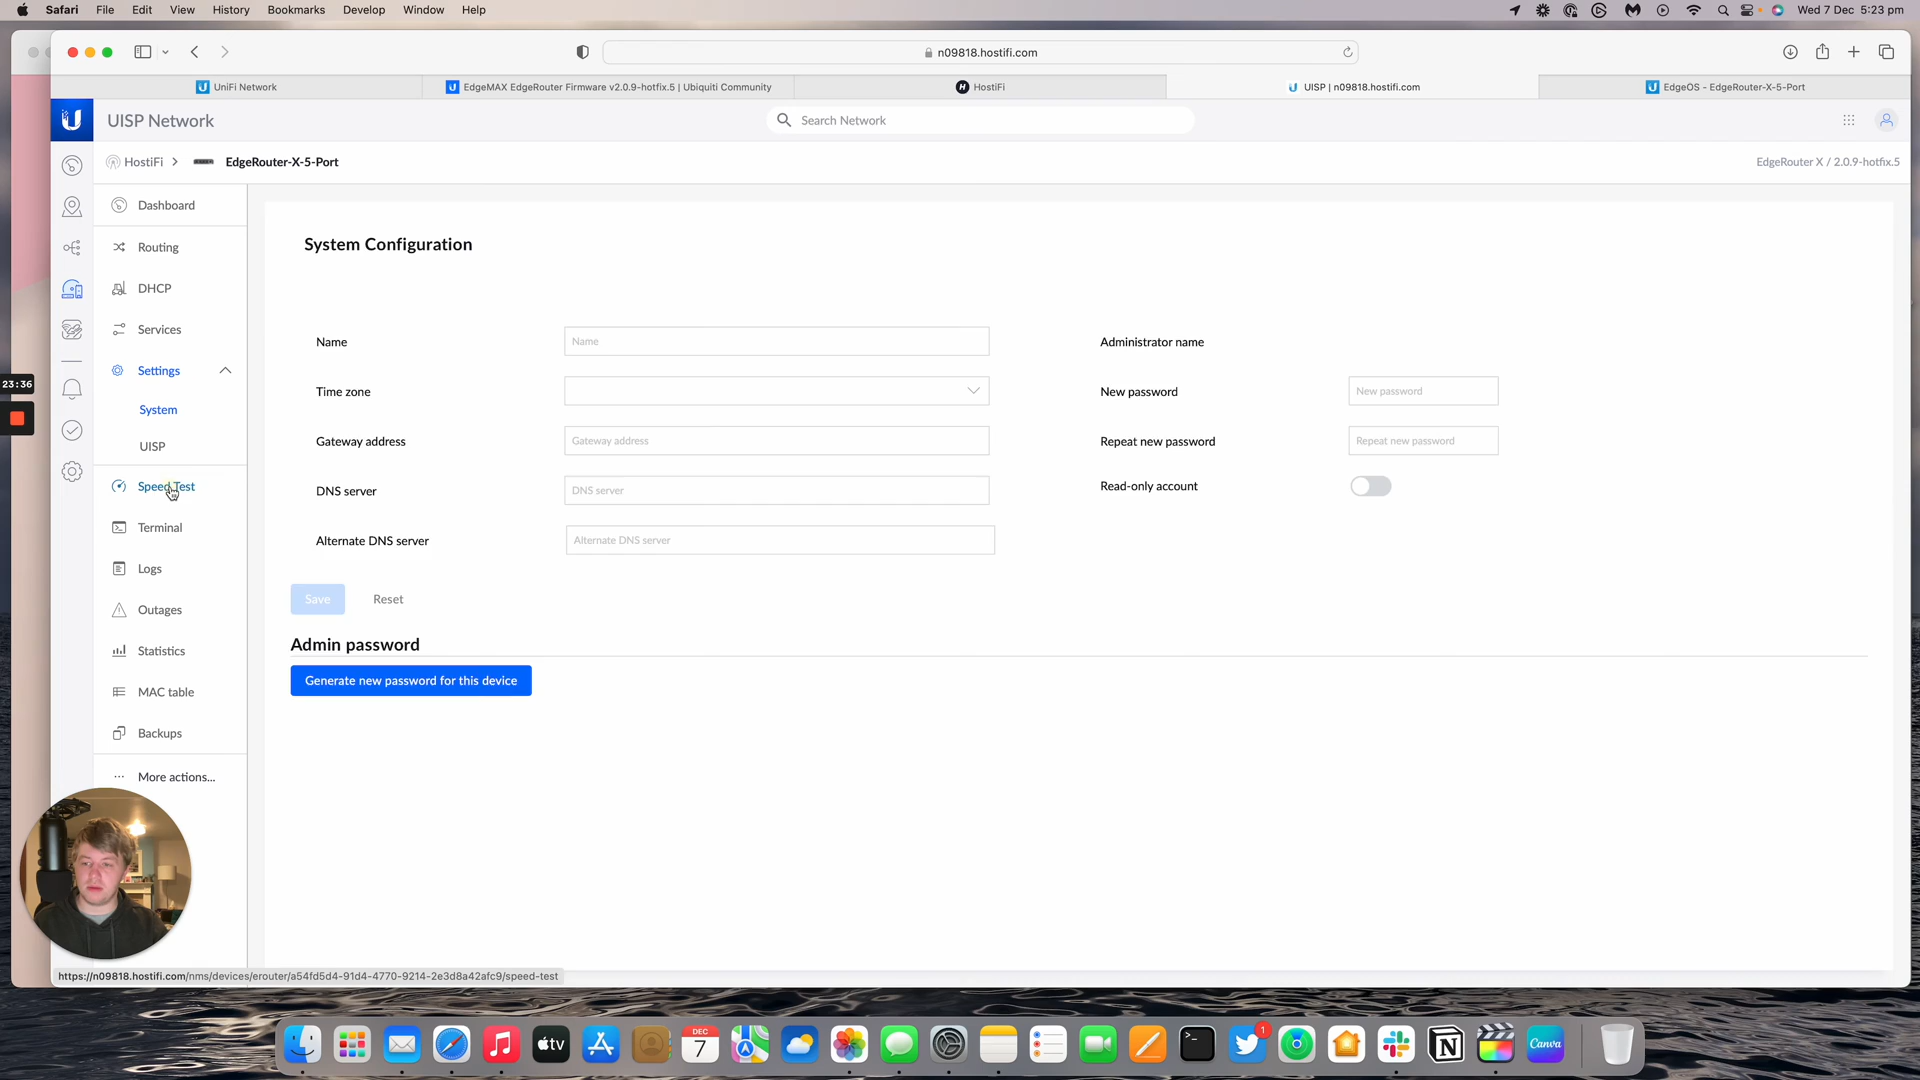 Safari File Edit View History Bookmarks Develop Window Help
Wed 7 Dec 5:23 pm
n09818.hostifi.com
UniFi Network
EdgeMAX EdgeRouter Firmware v2.0.9-hotfix.5 | Ubiquiti Community
HostiFi
UISP | n09818.hostifi.com
EdgeOS - EdgeRouter-X-5-Port
UISP Network
Search Network
HostiFi
EdgeRouter-X-5-Port
EdgeRouter X / 2.0.9-hotfix.5
Dashboard
Routing
DHCP
Services
Settings
System
UISP
Speed Test
Terminal
Logs
Outages
Statistics
MAC table
Backups
More actions...
23:36
System Configuration
Name
Name
Time zone
Gateway address
Gateway address
DNS server
DNS server
Alternate DNS server
Alternate DNS server
Administrator name
New password
New password
Repeat new password
Repeat new password
Read-only account
Save
Reset
Admin password
Generate new password for this device
https://n09818.hostifi.com/nms/devices/erouter/a54fd5d4-91d4-4770-9214-2e3d8a42afc9/speed-test
tv
DEC
7
1
Canva